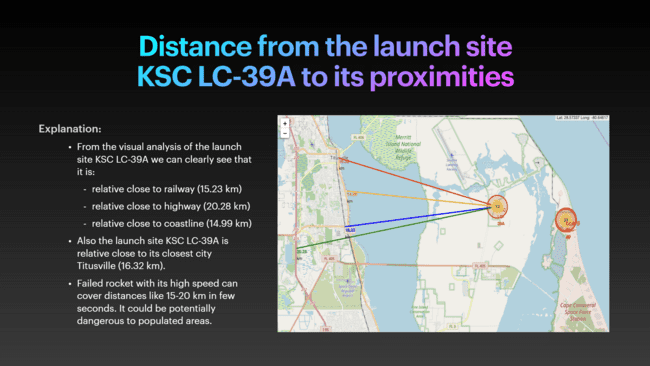 Distance from the launch site
KSC LC-39A to its proximities
Explanation:
• From the visual analysis of the launch
site KSC LC-39A we can clearly see that
it is:
- relative close to railway (15.23 km)
- relative close to highway (20.28 km)
- relative close to coastline (14.99 km)
• Also the launch site KSC LC-39A is
relative close to its closest city
Titusville (16.32 km).
• Failed rocket with its high speed can
cover distances like 15-20 km in few
seconds. It could be potentially
dangerous to populated areas.
+
-
Merritt
Island National
Wildlife
Refuge
Cape Canaveral
Space Force
Station